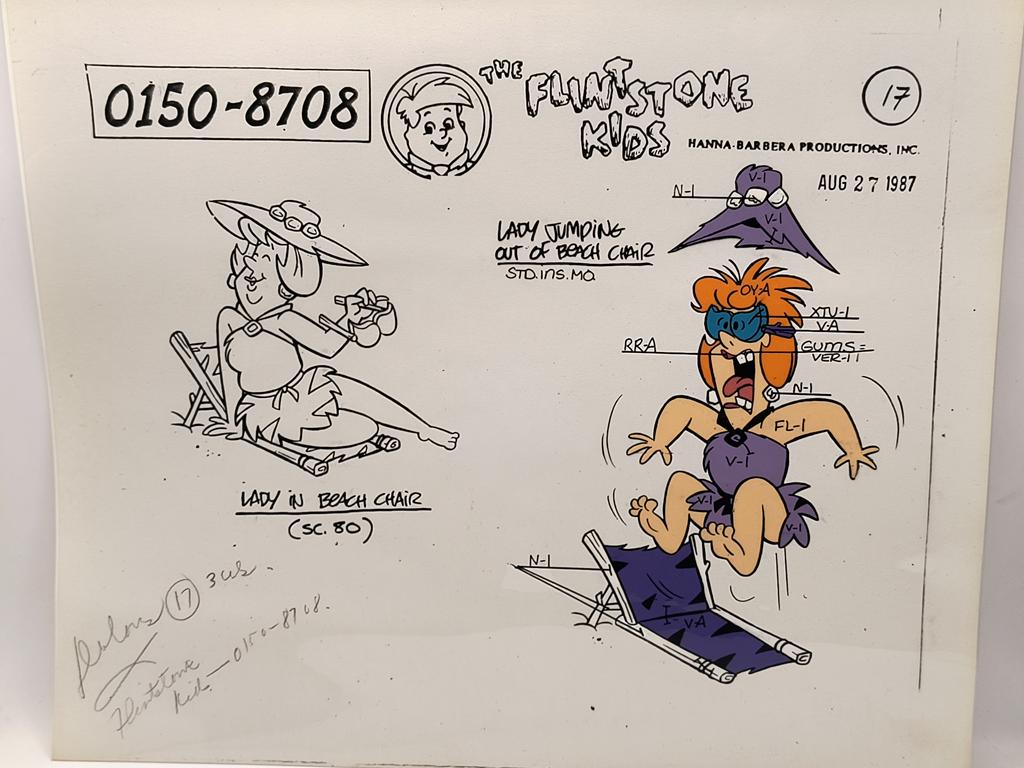 0150-8708
THE FLINTSTONE KIDS
17
HANNA-BARBERA PRODUCTIONS, INC.
AUG 27 1987
N-1
V-1
V-1
LADY JUMPING
OUT OF BEACH CHAIR
STD.INS.MO.
OY-A
XTU-1
V-A
RR-A
GUMS=
VER-11
N-1
FL-1
V-1
V-1
V-1
LADY IN BEACH CHAIR
(SC. 80)
N-1
V-A
17
Flintstone
Kid - 0150-8708.